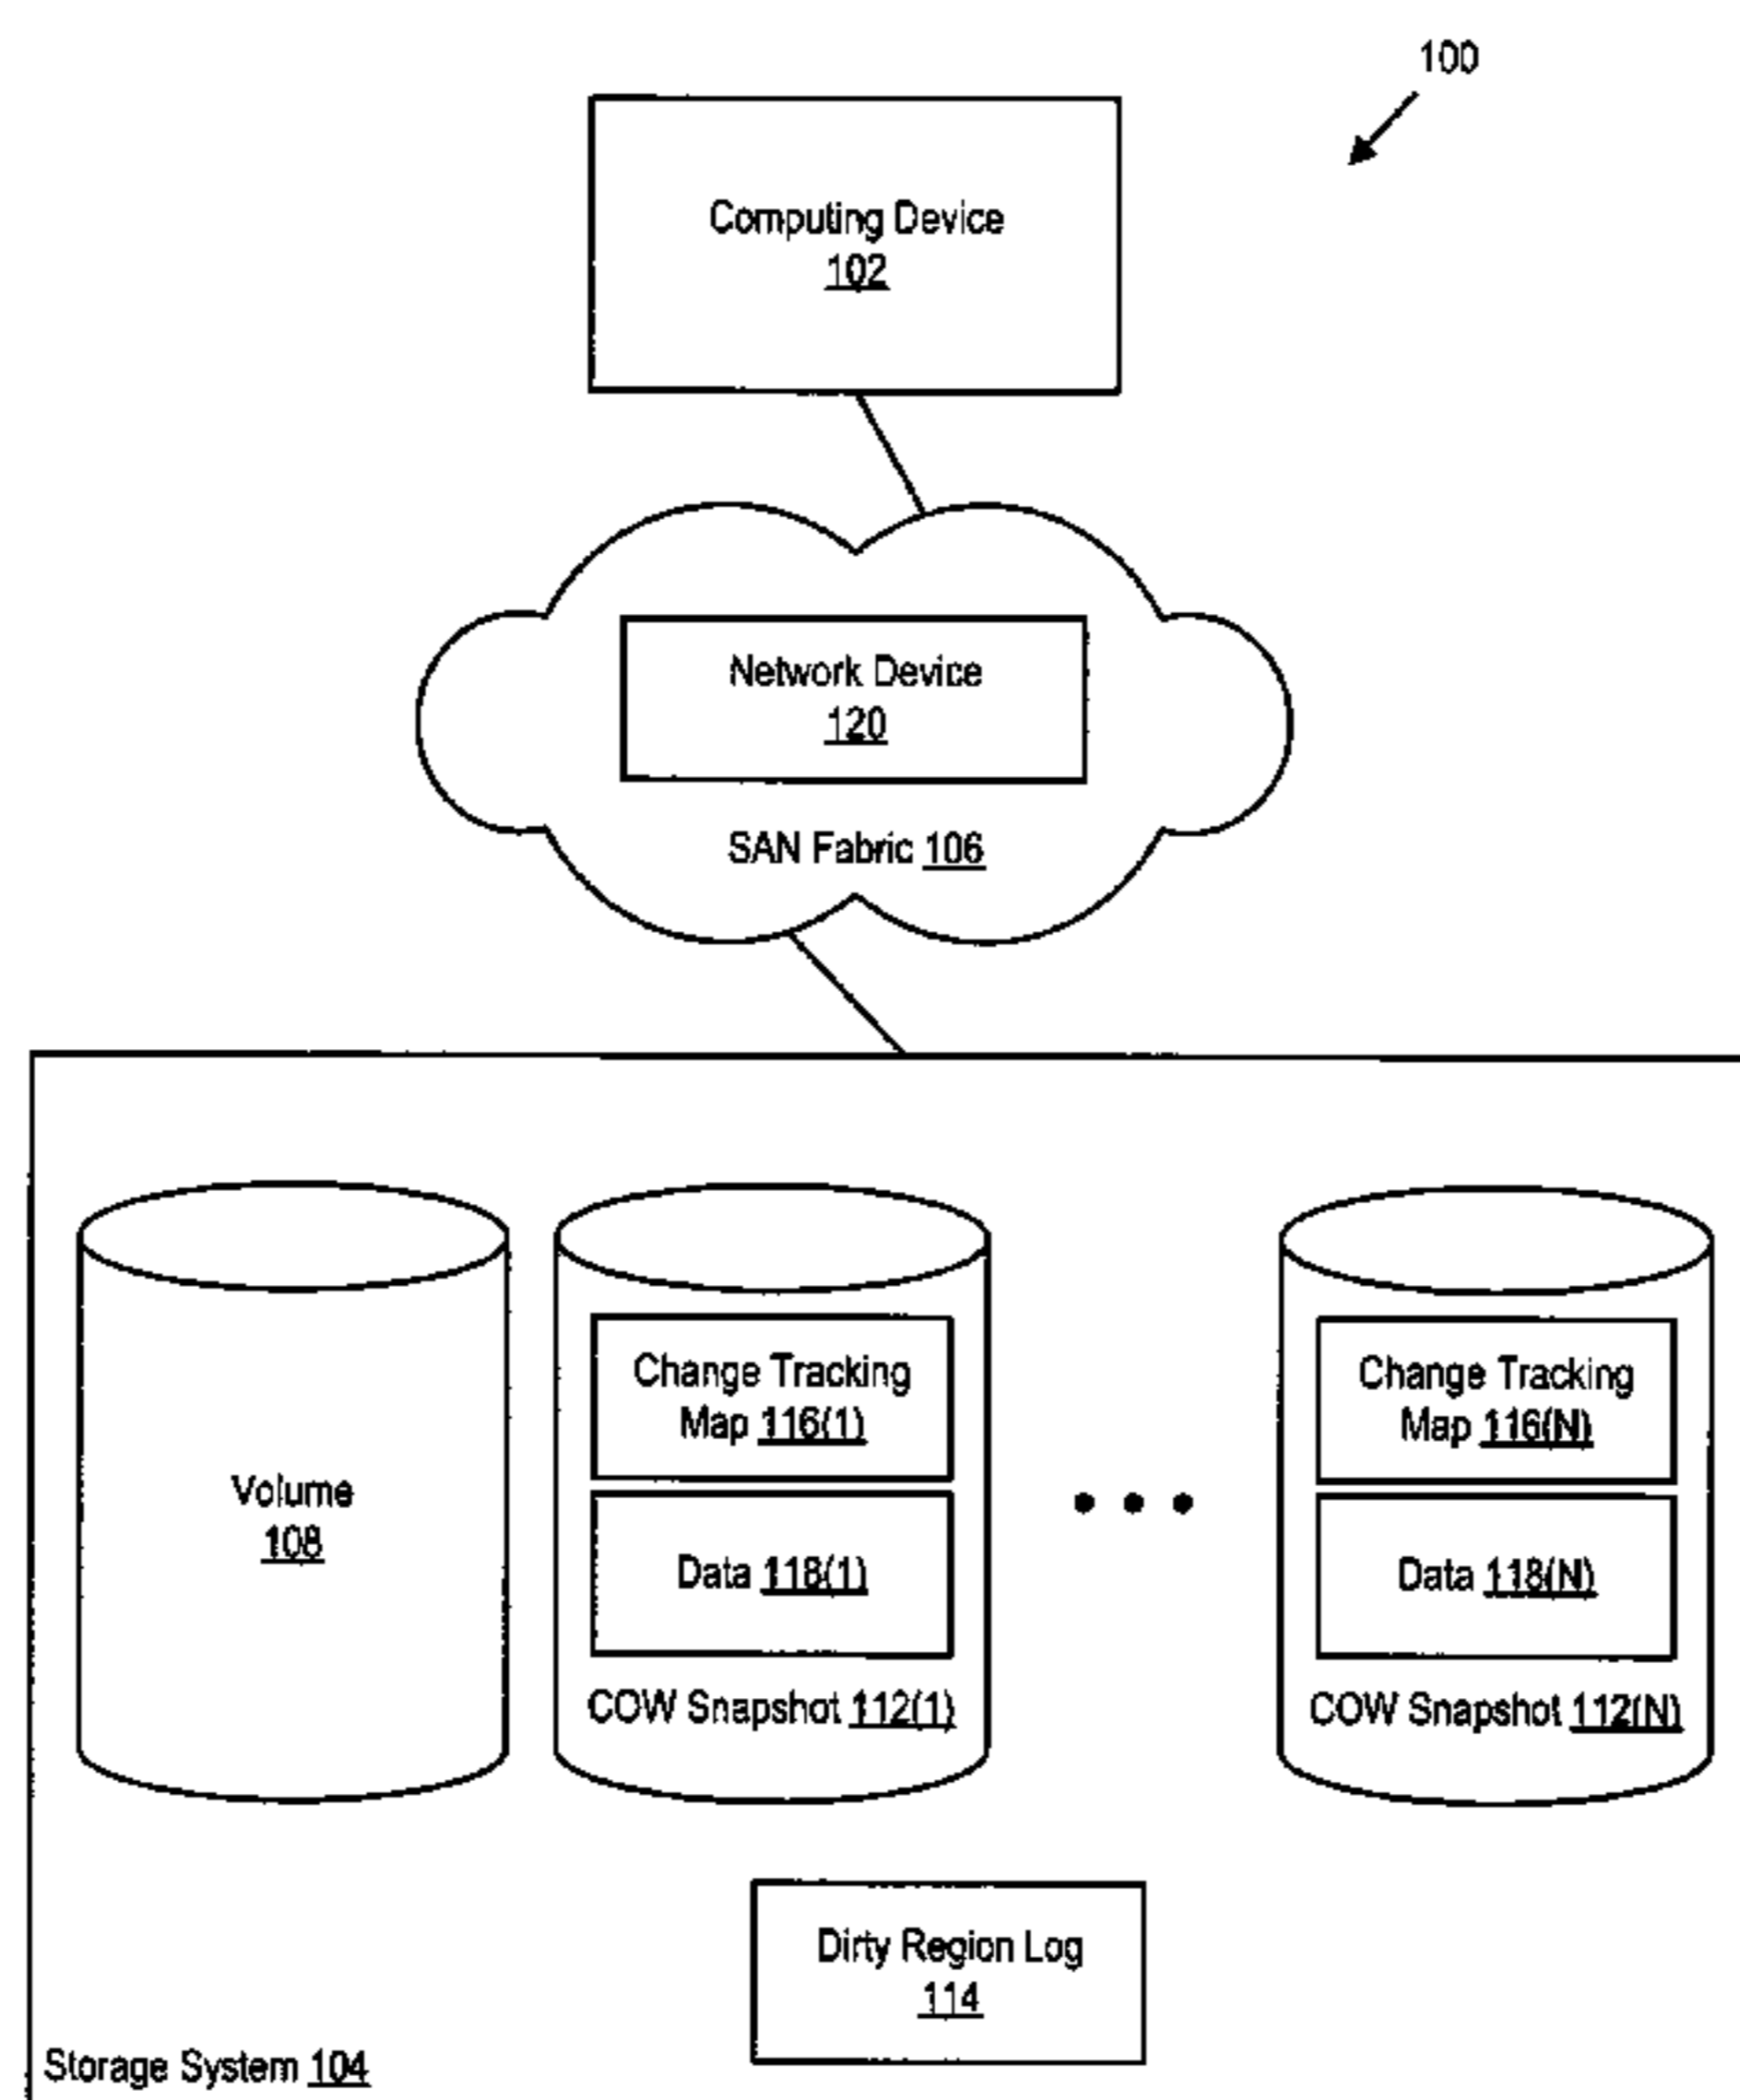 100
Computing Device
102
Network Device
120
SAN Fabric 106
Volume
108
Change Tracking
Map 116(1)
Data 118(1)
COW Snapshot 112(1)
Change Tracking
Map 116(N)
Data 118(N)
COW Snapshot 112(N)
Dirty Region Log
114
Storage System 104